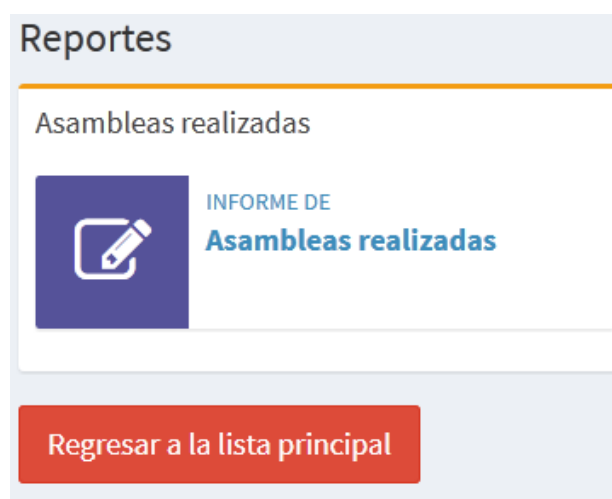 Reportes
Asambleas realizadas
INFORME DE
Asambleas realizadas
Regresar a la lista principal